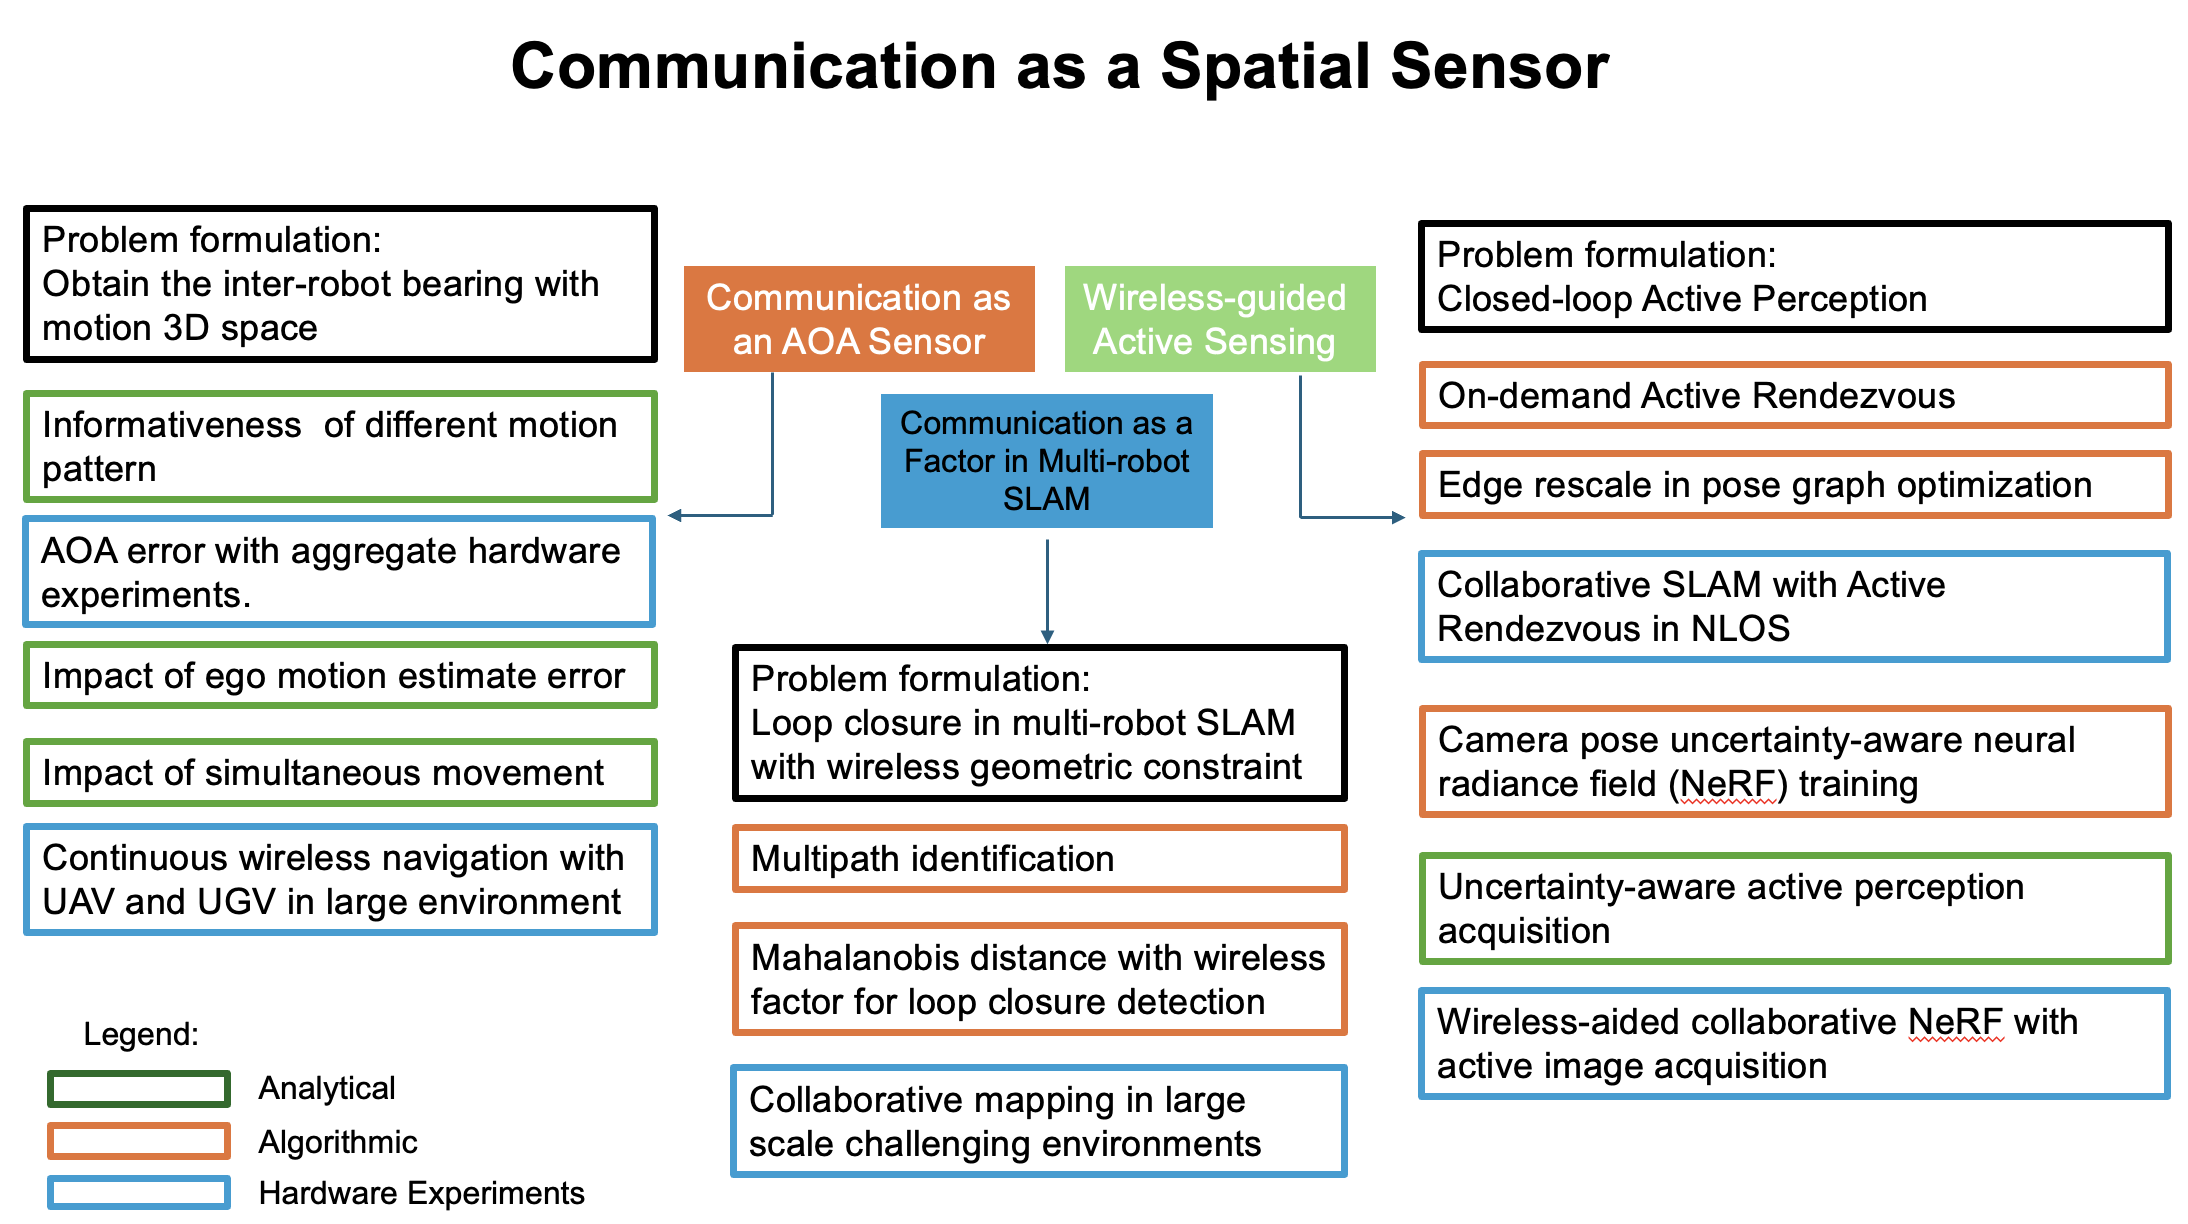 Communication as a Spatial Sensor
Problem formulation:
Obtain the inter-robot bearing with
motion 3D space
Informativeness  of different motion
pattern
AOA error with aggregate hardware
experiments.
Impact of ego motion estimate error
Impact of simultaneous movement
Continuous wireless navigation with
UAV and UGV in large environment
Legend:
Analytical
Algorithmic
Hardware Experiments
Communication as
an AOA Sensor
Wireless-guided
Active Sensing
Communication as a
Factor in Multi-robot
SLAM
Problem formulation:
Loop closure in multi-robot SLAM
with wireless geometric constraint
Multipath identification
Mahalanobis distance with wireless
factor for loop closure detection
Collaborative mapping in large
scale challenging environments
Problem formulation:
Closed-loop Active Perception
On-demand Active Rendezvous
Edge rescale in pose graph optimization
Collaborative SLAM with Active
Rendezvous in NLOS
Camera pose uncertainty-aware neural
radiance field (NeRF) training
Uncertainty-aware active perception
acquisition
Wireless-aided collaborative NeRF with
active image acquisition